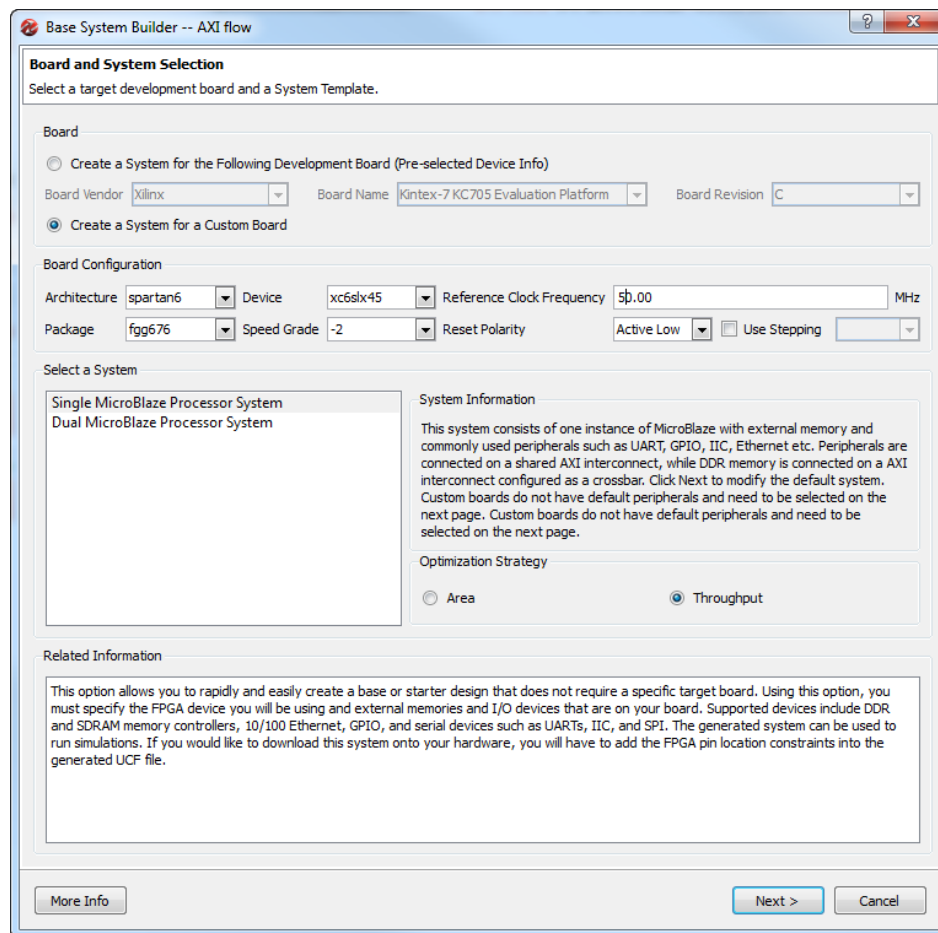 Base System Builder -- AXI flow
Board and System Selection
Select a target development board and a System Template.
Board
Create a System for the Following Development Board (Pre-selected Device Info)
Board Vendor Xilinx Board Name Kintex-7 KC705 Evaluation Platform Board Revision C
Create a System for a Custom Board
Board Configuration
Architecture spartan6 Device xc6slx45 Reference Clock Frequency 50.00 MHz
Package fgg676 Speed Grade -2 Reset Polarity Active Low Use Stepping
Select a System
Single MicroBlaze Processor System
Dual MicroBlaze Processor System
System Information
This system consists of one instance of MicroBlaze with external memory and
commonly used peripherals such as UART, GPIO, IIC, Ethernet etc. Peripherals are
connected on a shared AXI interconnect, while DDR memory is connected on a AXI
interconnect configured as a crossbar. Click Next to modify the default system.
Custom boards do not have default peripherals and need to be selected on the
next page. Custom boards do not have default peripherals and need to be
selected on the next page.
Optimization Strategy
Area Throughput
Related Information
This option allows you to rapidly and easily create a base or starter design that does not require a specific target board. Using this option, you
must specify the FPGA device you will be using and external memories and I/O devices that are on your board. Supported devices include DDR
and SDRAM memory controllers, 10/100 Ethernet, GPIO, and serial devices such as UARTs, IIC, and SPI. The generated system can be used to
run simulations. If you would like to download this system onto your hardware, you will have to add the FPGA pin location constraints into the
generated UCF file.
More Info Next > Cancel